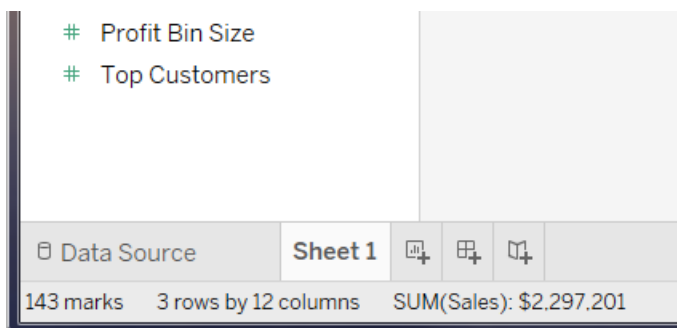 Profit Bin Size
Top Customers
Data Source Sheet 1
143 marks 3 rows by 12 columns SUM(Sales): $2,297,201